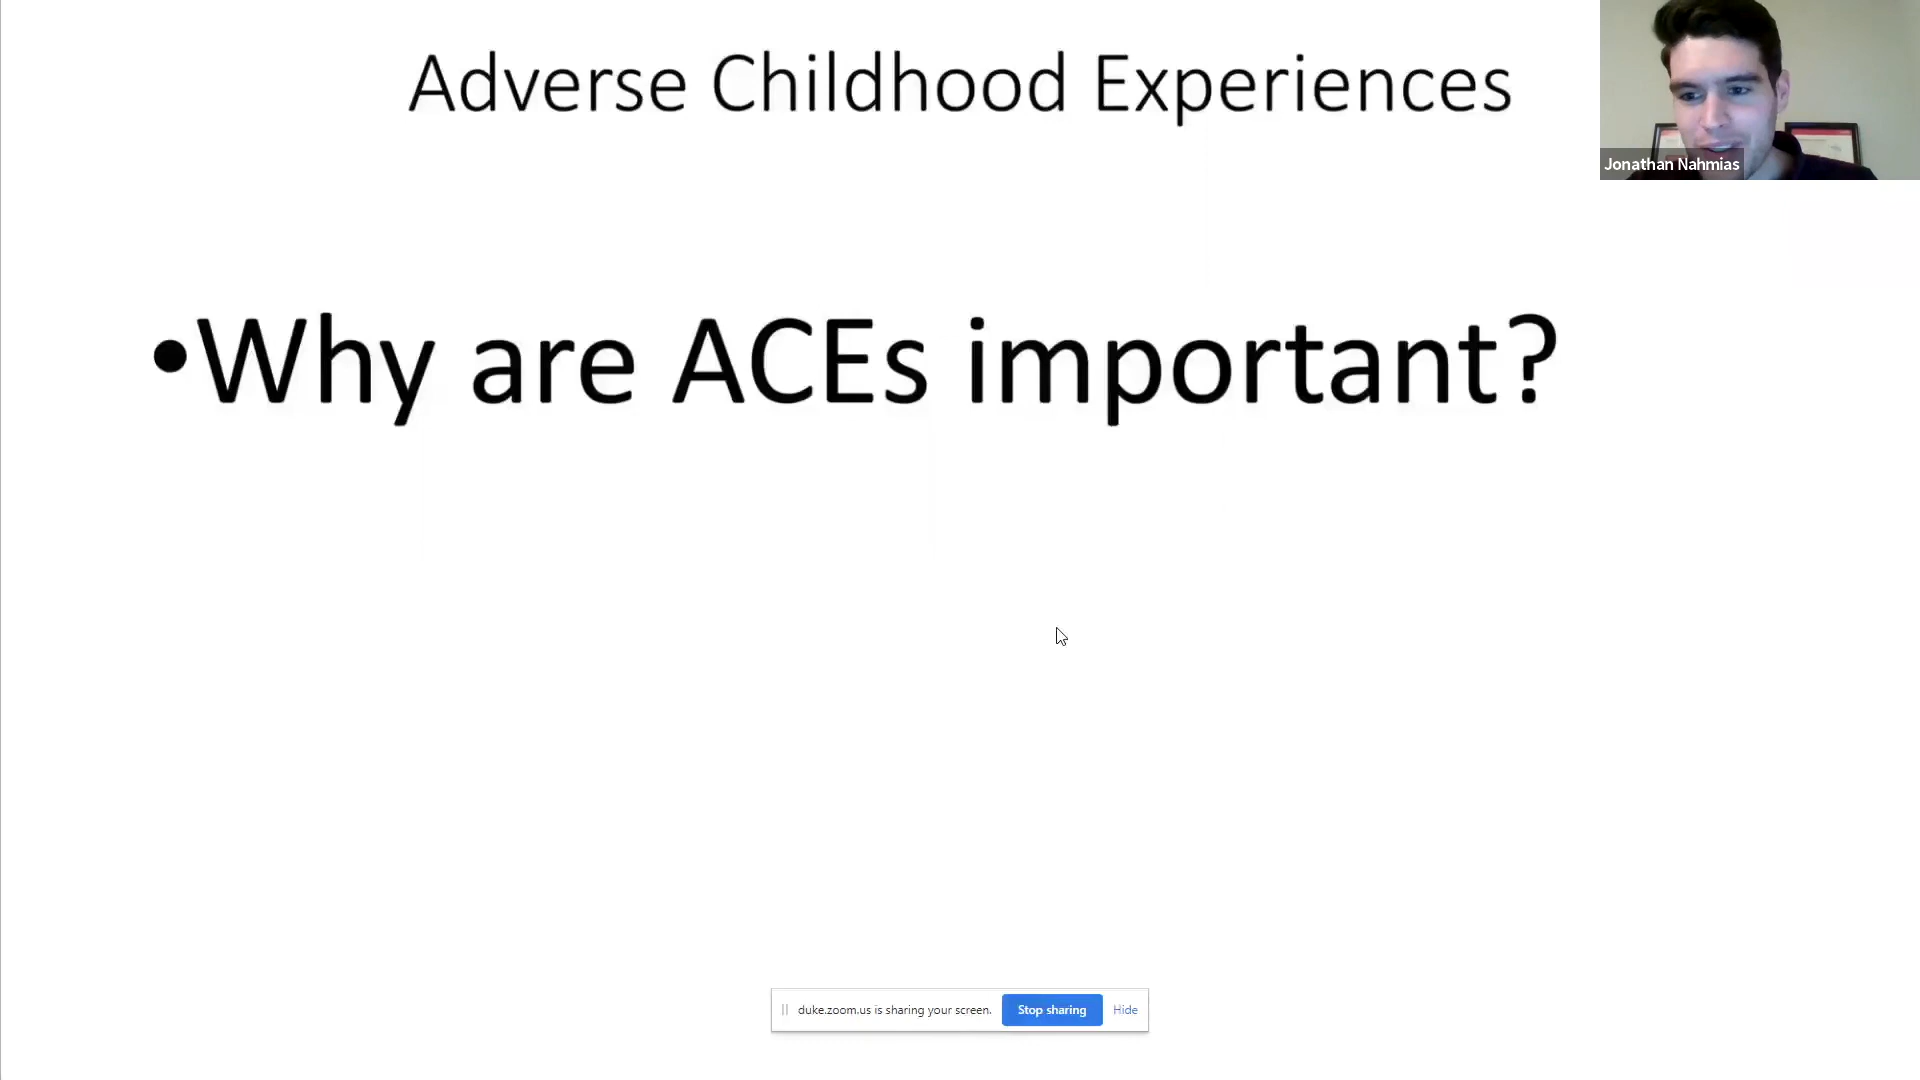 Adverse Childhood Experiences
Jonathan Nahmias
•Why are ACEs important?
duke.zoom.us is sharing your screen. Stop sharing Hide